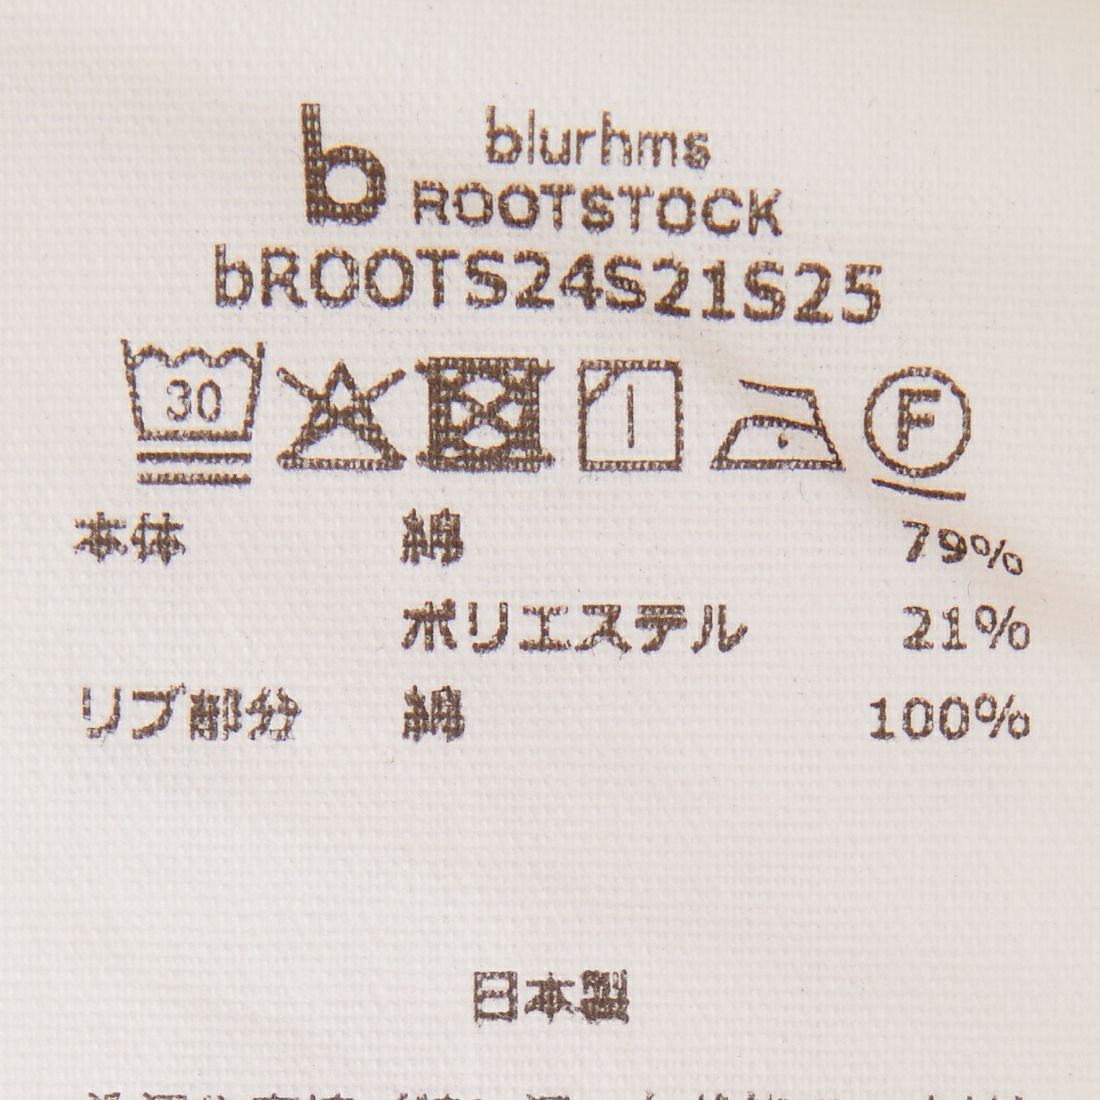 b blurhms
ROOTSTOCK
bROOTS24S21S25
30 F
本体 綿 79%
ポリエステル 21%
リブ部分 綿 100%
日本製